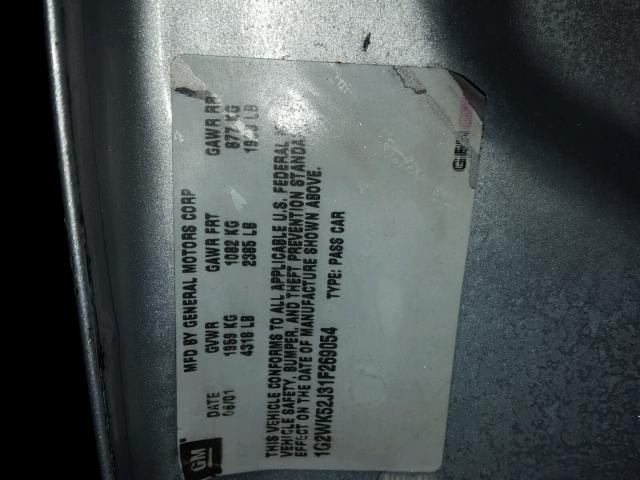 GM
MFD BY GENERAL MOTORS CORP
DATE GVWR GAWR FRT GAWR RR
06/01 1959 KG 1082 KG 877 KG
4318 LB 2385 LB LB
THIS VEHICLE CONFORMS TO ALL APPLICABLE U.S. FEDERAL
VEHICLE SAFETY, BUMPER, AND THEFT PREVENTION
EFFECT ON THE DATE OF MANUFACTURE SHOWN ABOVE.
1G2WK52J31F269054 TYPE: PASS CAR